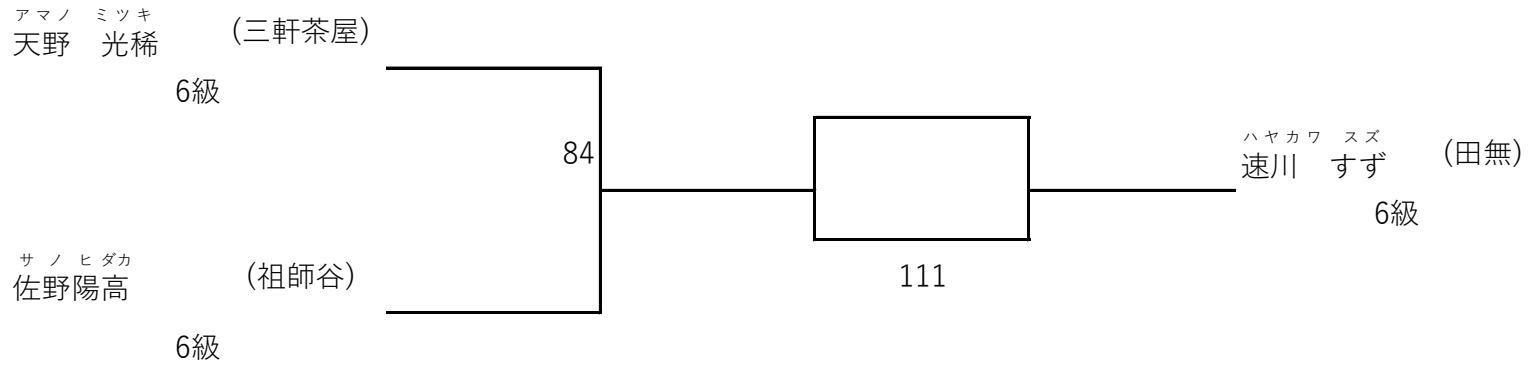 アマノ ミツキ
天野 光稀 (三軒茶屋)
6級
84
サノヒダカ
佐野陽高 (祖師谷)
6級
111
ハヤカワ スズ
速川 すず (田無)
6級